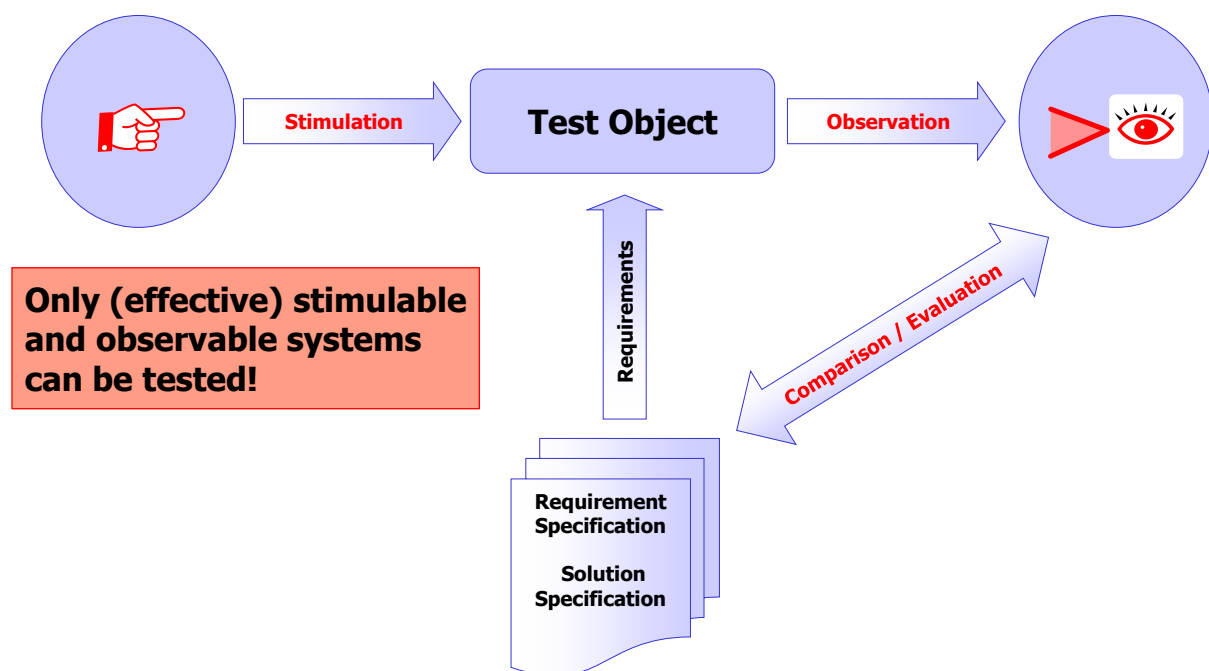 Stimulation
Test Object
Observation
Requirements
Only (effective) stimulable
and observable systems
can be tested!
Comparison / Evaluation
Requirement
Specification
Solution
Specification